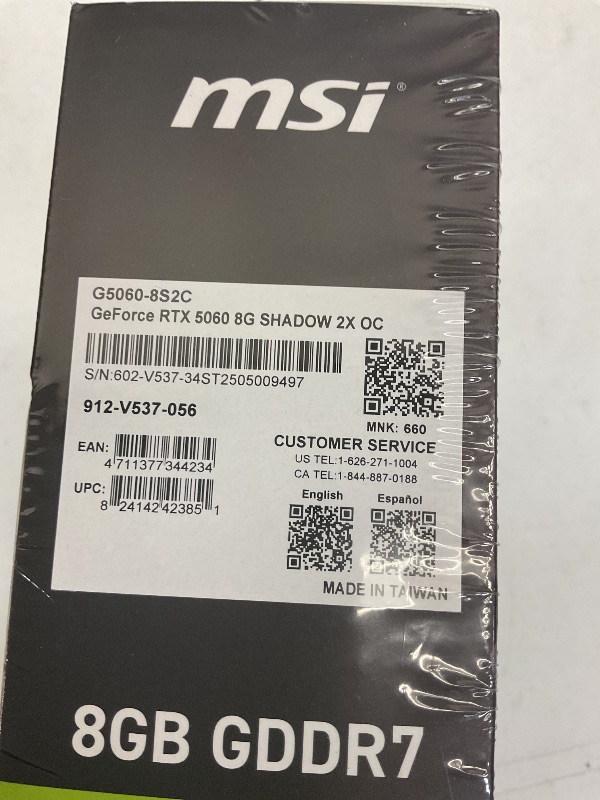 msi®
G5060-8S2C
GeForce RTX 5060 8G SHADOW 2X OC
S/N:602-V537-34ST2505009497
912-V537-056
MNK: 660
EAN:
4 711377 344234
UPC:
8 24142 42385 1
CUSTOMER SERVICE
US TEL:1-626-271-1004
CA TEL:1-844-887-0188
English Español
MADE IN TAIWAN
8GB GDDR7